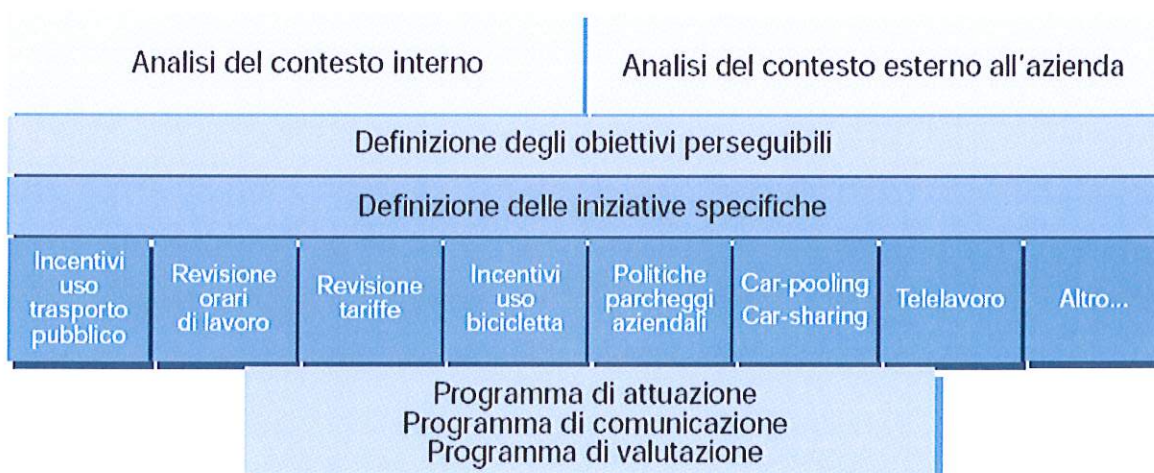 Analisi del contesto interno
Analisi del contesto esterno all'azienda
Definizione degli obiettivi perseguibili
Definizione delle iniziative specifiche
Incentivi
uso
trasporto
pubblico
Revisione
orari
di lavoro
Revisione
tariffe
Incentivi
uso
bicicletta
Politiche
parcheggi
aziendali
Car-pooling
Car-sharing
Telelavoro
Altro...
Programma di attuazione
Programma di comunicazione
Programma di valutazione